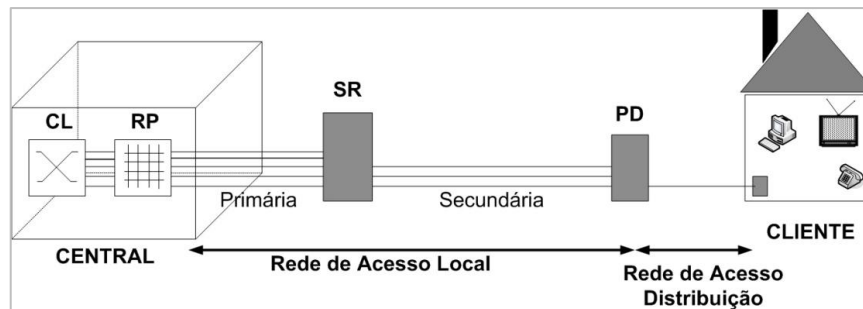 SR
CL
RP
PD
Primária
Secundária
CENTRAL
Rede de Acesso Local
CLIENTE
Rede de Acesso
Distribuição